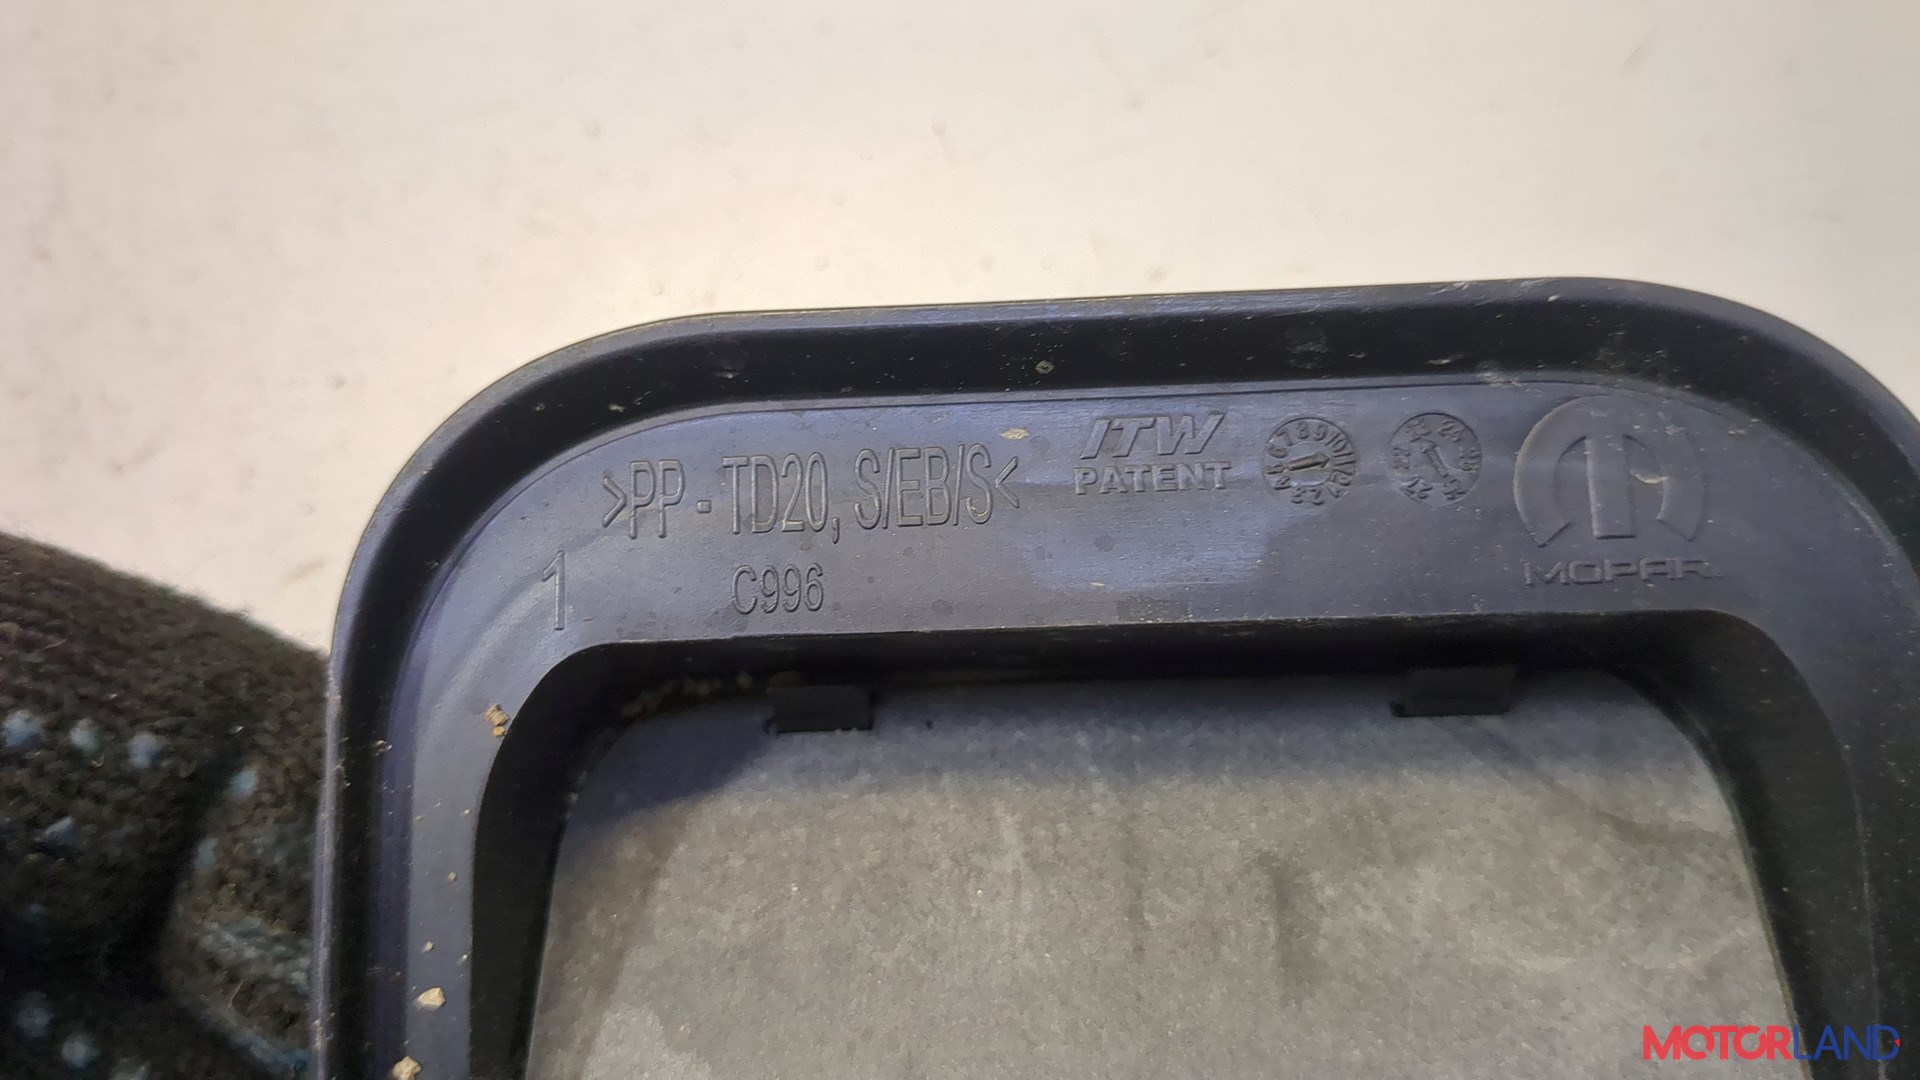 >PP - TD20, S/EB/S<
ITW
PATENT
1
C996
MOPAR
MOTORLAND